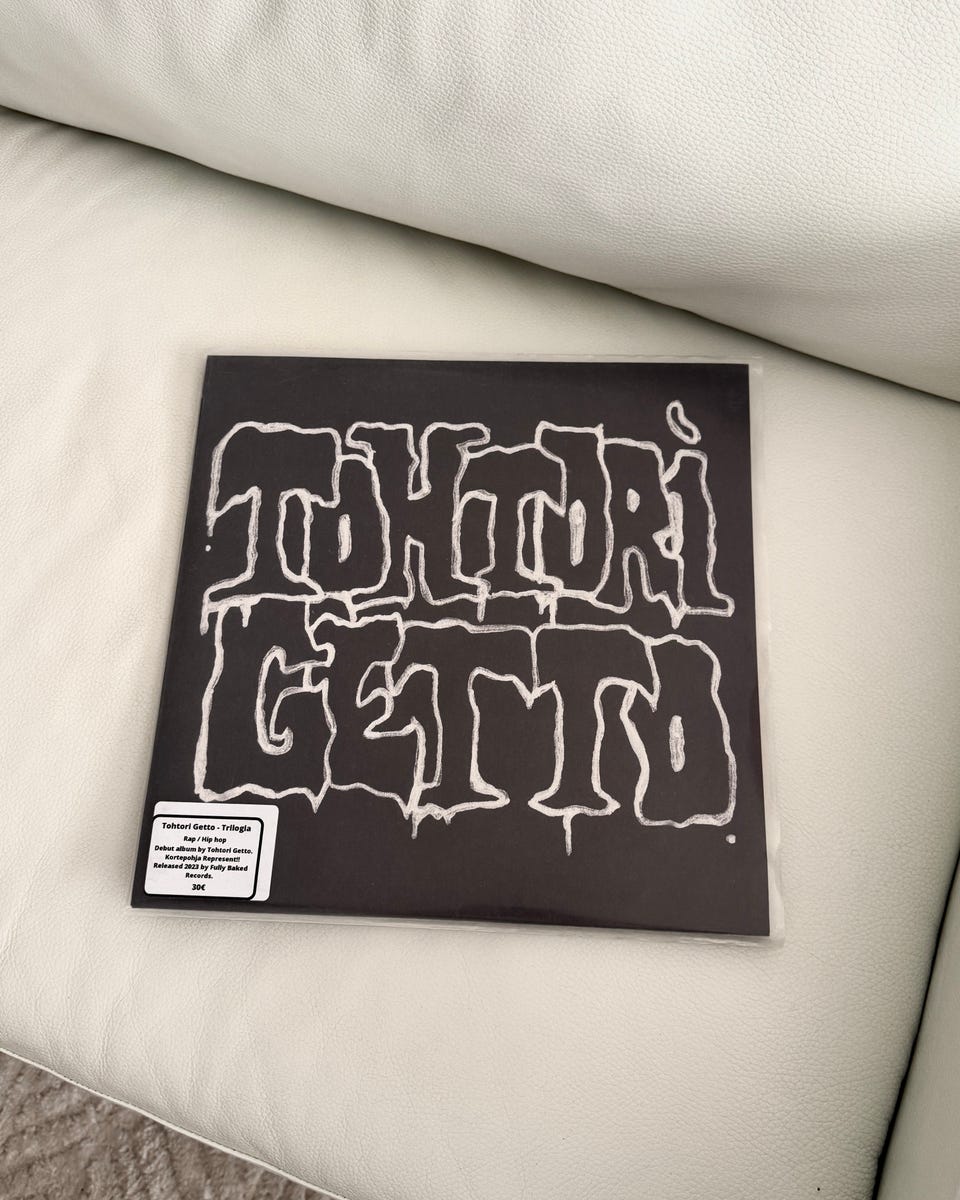 TOHTORi
GETTO
Tohtori Getto - Trilogia
Rap / Hip hop
Debut album by Tohtori Getto.
Kortepohja Represent!!
Released 2023 by Fully Baked
Records.
30€